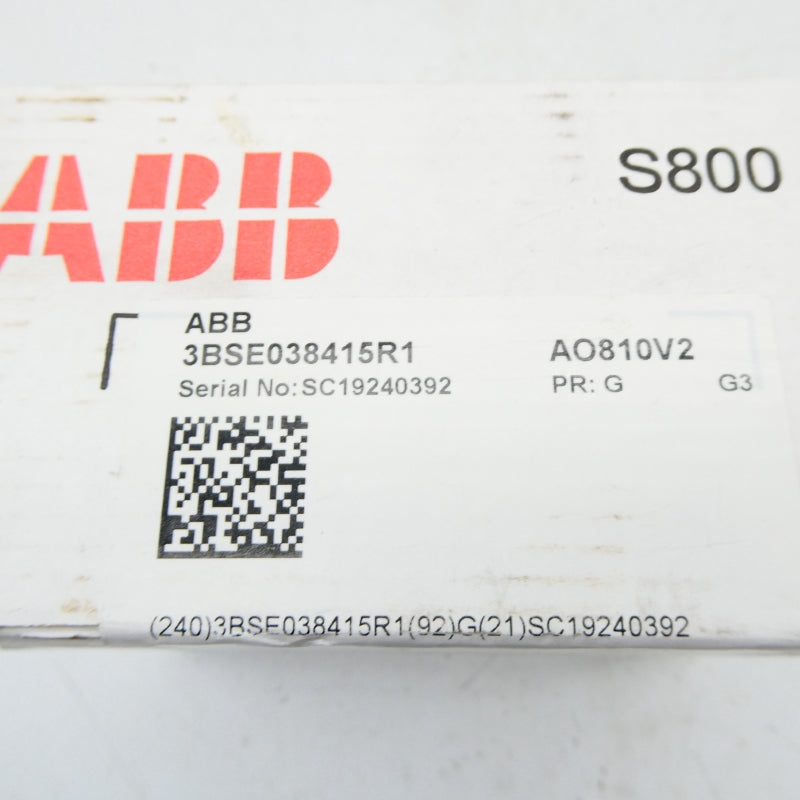 ABB
S800
ABB
3BSE038415R1 AO810V2
Serial No: SC19240392 PR: G G3
(240)3BSE038415R1(92)G(21)SC19240392